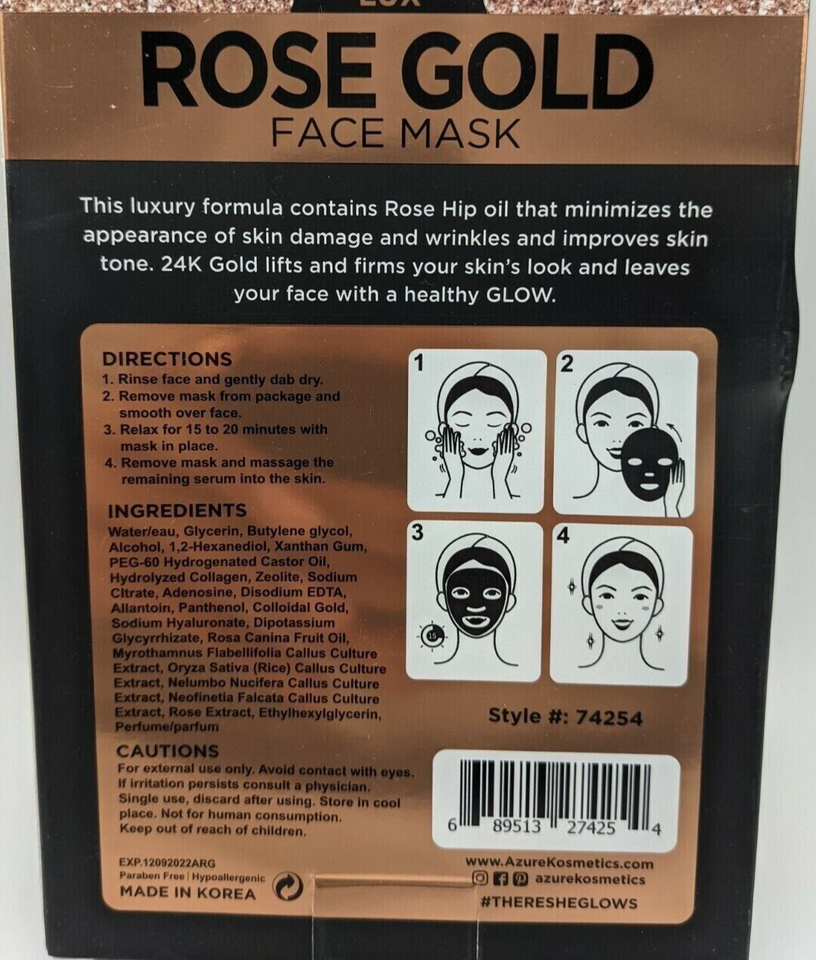 LUX
ROSE GOLD
FACE MASK
This luxury formula contains Rose Hip oil that minimizes the
appearance of skin damage and wrinkles and improves skin
tone. 24K Gold lifts and firms your skin's look and leaves
your face with a healthy GLOW.
DIRECTIONS
1. Rinse face and gently dab dry.
2. Remove mask from package and
smooth over face.
3. Relax for 15 to 20 minutes with
mask in place.
4. Remove mask and massage the
remaining serum into the skin.
1
2
3
15
4
INGREDIENTS
Water/eau, Glycerin, Butylene glycol,
Alcohol, 1,2-Hexanediol, Xanthan Gum,
PEG-60 Hydrogenated Castor Oil,
Hydrolyzed Collagen, Zeolite, Sodium
Citrate, Adenosine, Disodium EDTA,
Allantoin, Panthenol, Colloidal Gold,
Sodium Hyaluronate, Dipotassium
Glycyrrhizate, Rosa Canina Fruit Oil,
Myrothamnus Flabellifolia Callus Culture
Extract, Oryza Sativa (Rice) Callus Culture
Extract, Nelumbo Nucifera Callus Culture
Extract, Neofinetia Falcata Callus Culture
Extract, Rose Extract, Ethylhexylglycerin,
Perfume/parfum
CAUTIONS
For external use only. Avoid contact with eyes.
If irritation persists consult a physician.
Single use, discard after using. Store in cool
place. Not for human consumption.
Keep out of reach of children.
EXP.12092022ARG
Paraben Free | Hypoallergenic
MADE IN KOREA
Style #: 74254
6 89513 27425 4
www.AzureKosmetics.com
azurekosmetics
#THERESHEGLOWS